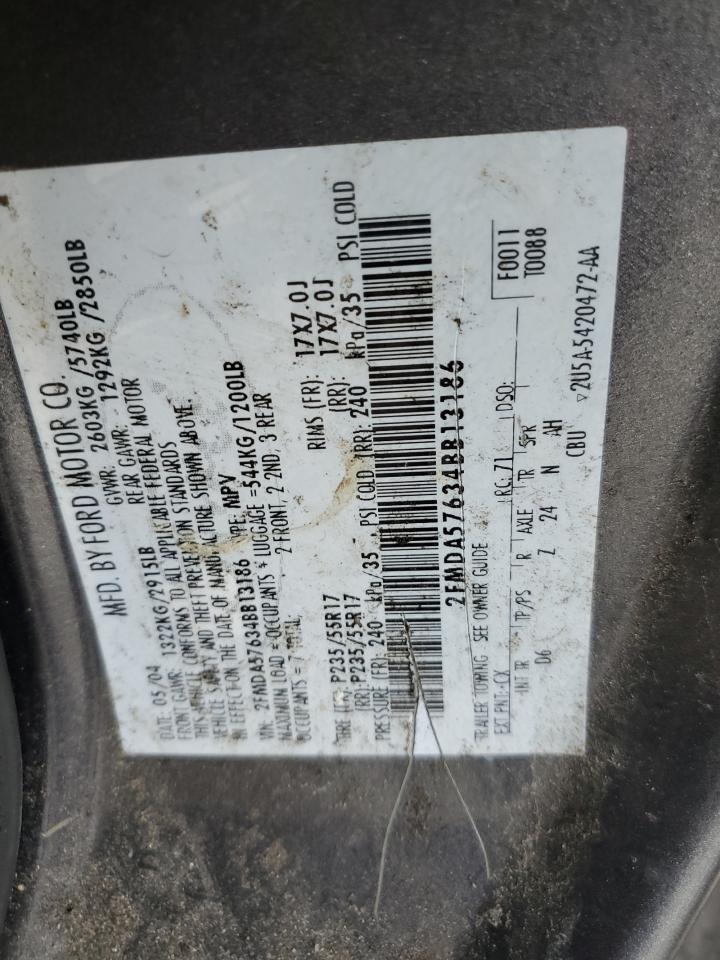 MFD. BY FORD MOTOR CO.
DATE: 05/04 GVWR: 2603KG /5740LB
FRONT GAWR: 1322KG/2915LB REAR GAWR: 1292KG /2850LB
THIS VEHICLE CONFORMS TO ALL APPLICABLE FEDERAL MOTOR
VEHICLE SAFETY AND THEFT PREVENTION STANDARDS
IN EFFECT ON THE DATE OF MANUFACTURE SHOWN ABOVE.
VIN: 2FMDA57634BB13186 TYPE: MPV
MAXIMUM LOAD = OCCUPANTS + LUGGAGE =544KG/1200LB
OCCUPANTS = 7 TOTAL, 2 FRONT, 2 2ND, 3 REAR
TIRE (FR): P235/55R17 RIMS (FR): 17X7.0J
(RR): P235/55R17 (RR): 17X7.0J
PRESSURE (FR): 240 kPa/35 PSI COLD (RR): 240 kPa/35 PSI COLD
2FMDA57634BB13186
TRAILER TOWING - SEE OWNER GUIDE F0011
EXT PNT: CX RC: 71 DSO: T0088
INT TR TP/PS R AXLE TR SPR
D6 Z 24 N AH
CBU ▽2U5A-5420472-AA